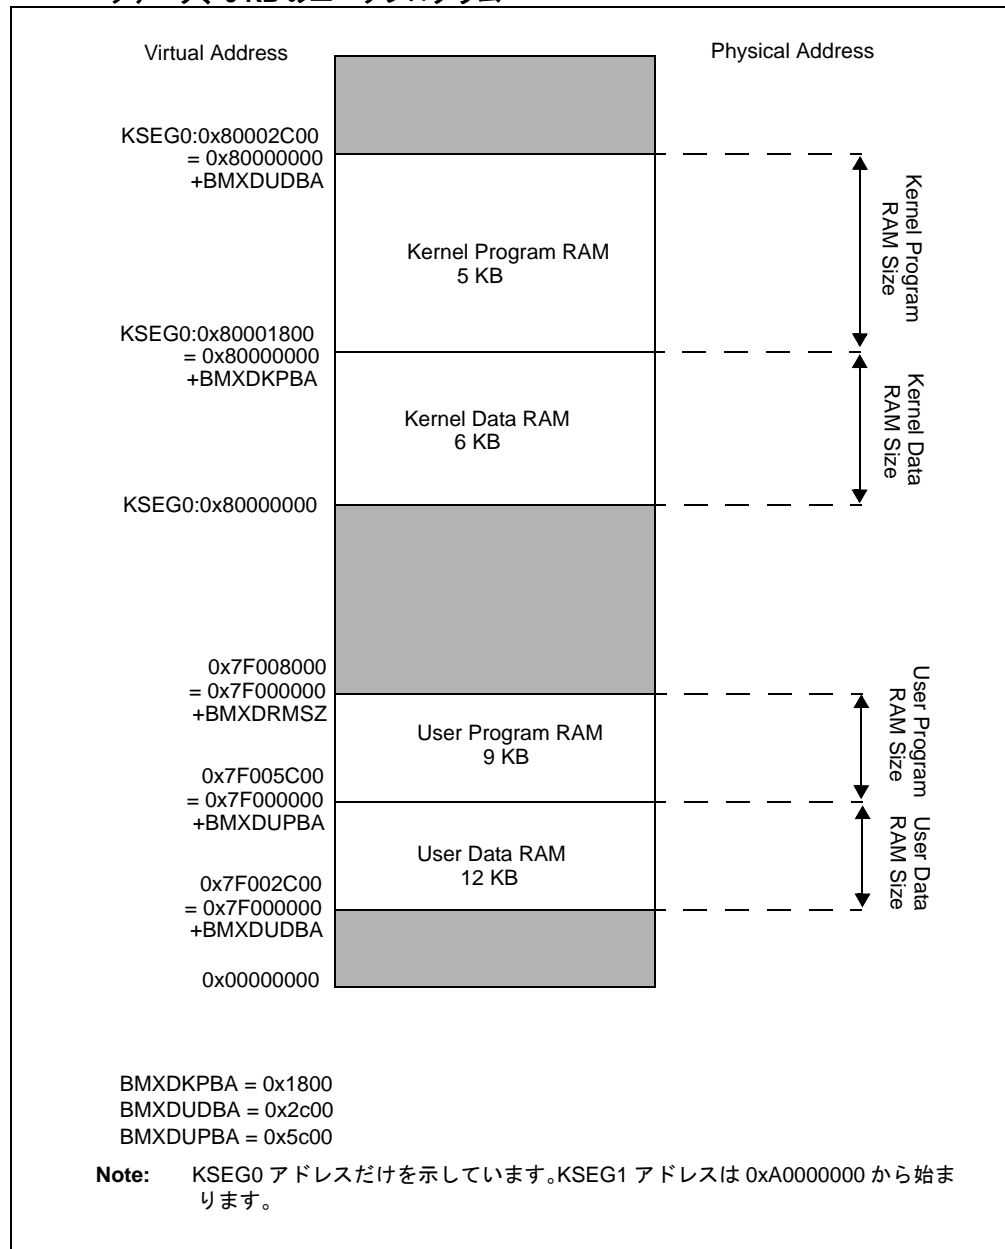 Virtual Address
Physical Address
KSEG0:0x80002C00
= 0x80000000
+BMXDUDBA
Kernel Program
RAM Size
Kernel Program RAM
5 KB
KSEG0:0x80001800
= 0x80000000
+BMXDKPBA
Kernel Data
RAM Size
Kernel Data RAM
6 KB
KSEG0:0x80000000
0x7F008000
= 0x7F000000
+BMXDRMSZ
User Program
RAM Size
User Program RAM
9 KB
0x7F005C00
= 0x7F000000
+BMXDUPBA
User Data
RAM Size
User Data RAM
12 KB
0x7F002C00
= 0x7F000000
+BMXDUDBA
0x00000000
BMXDKPBA = 0x1800
BMXDUDBA = 0x2c00
BMXDUPBA = 0x5c00
Note: KSEG0 アドレスだけを示しています。KSEG1 アドレスは 0xA0000000 から始ま
ります。